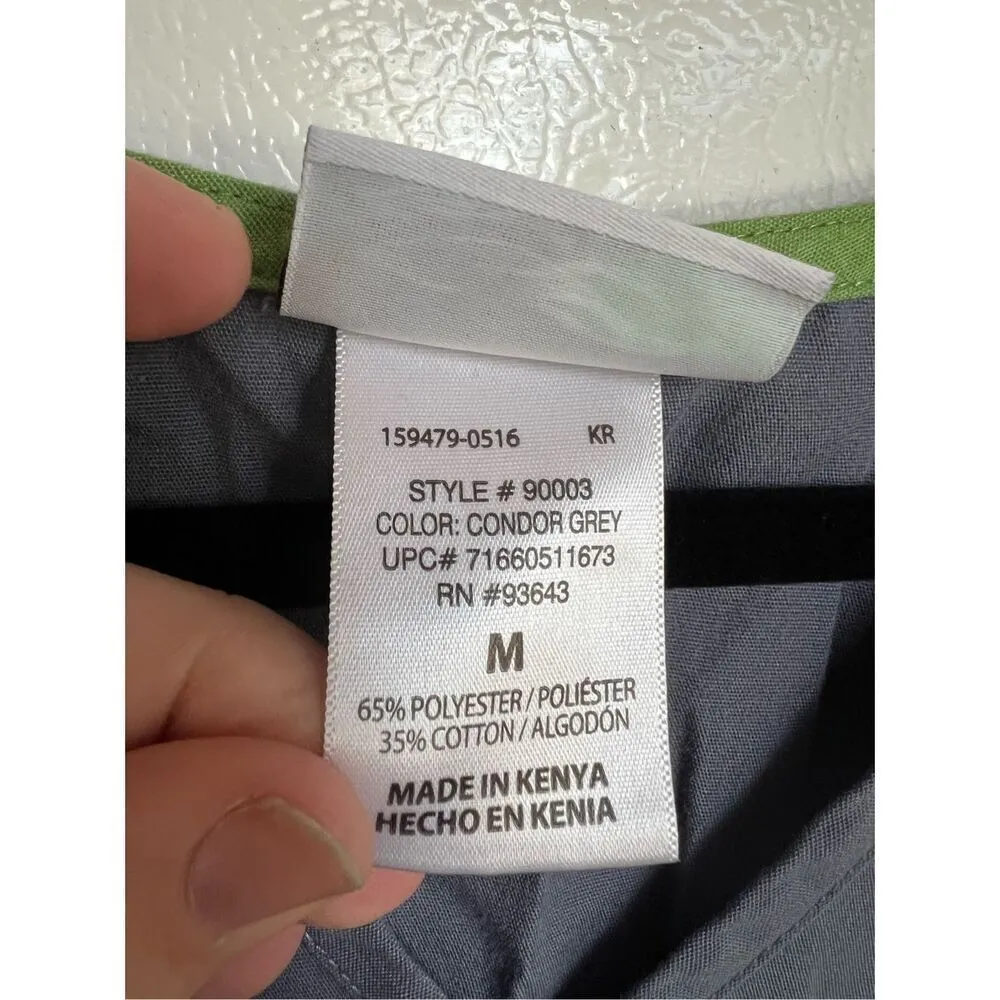 159479-0516 KR
STYLE # 90003
COLOR: CONDOR GREY
UPC# 71660511673
RN #93643
M
65% POLYESTER / POLIÉSTER
35% COTTON / ALGODÓN
MADE IN KENYA
HECHO EN KENIA